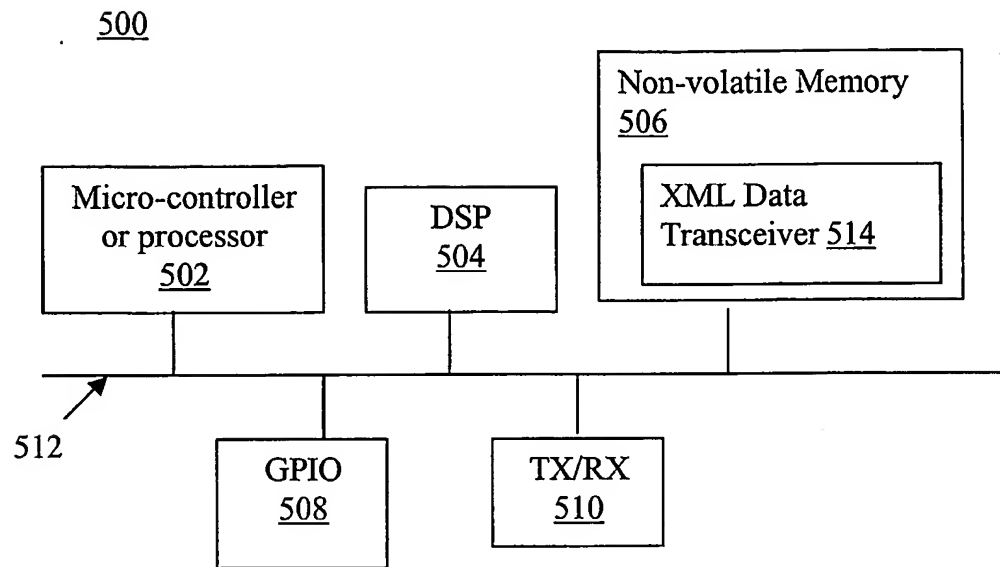 500
Micro-controller
or processor
502
DSP
504
Non-volatile Memory
506
XML Data
Transceiver 514
512
GPIO
508
TX/RX
510